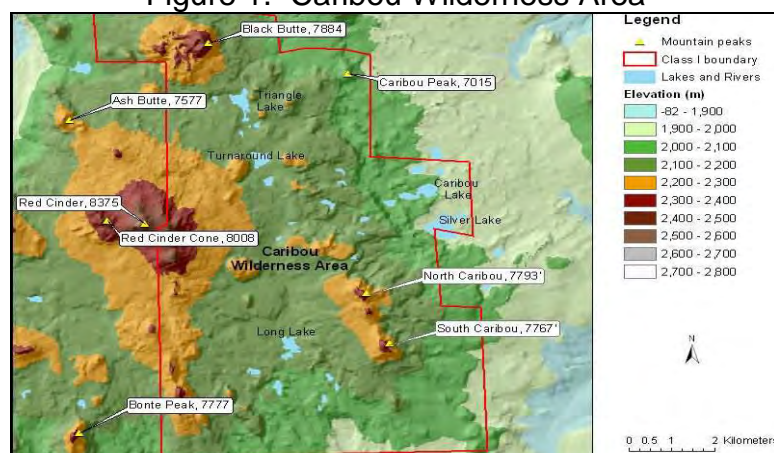 Figure 1: Caribou Wilderness Area
Black Butte, 7884
Caribou Peak, 7015
Ash Butte, 7577
Triangle
Lake
Turnaround Lake
Caribou
Lake
Red Cinder, 8375
Silver Lake
Red Cinder Cone, 8008
Caribou
Wilderness Area
North Caribou, 7793'
Long Lake
South Caribou, 7767'
Bonte Peak, 7777
Legend
Mountain peaks
Class I boundary
Lakes and Rivers
Elevation (m)
-82 - 1,900
1,900 - 2,000
2,000 - 2,100
2,100 - 2,200
2,200 - 2,300
2,300 - 2,400
2,400 - 2,500
2,500 - 2,600
2,600 - 2,700
2,700 - 2,800
N
0 0.5 1 2 Kilometers